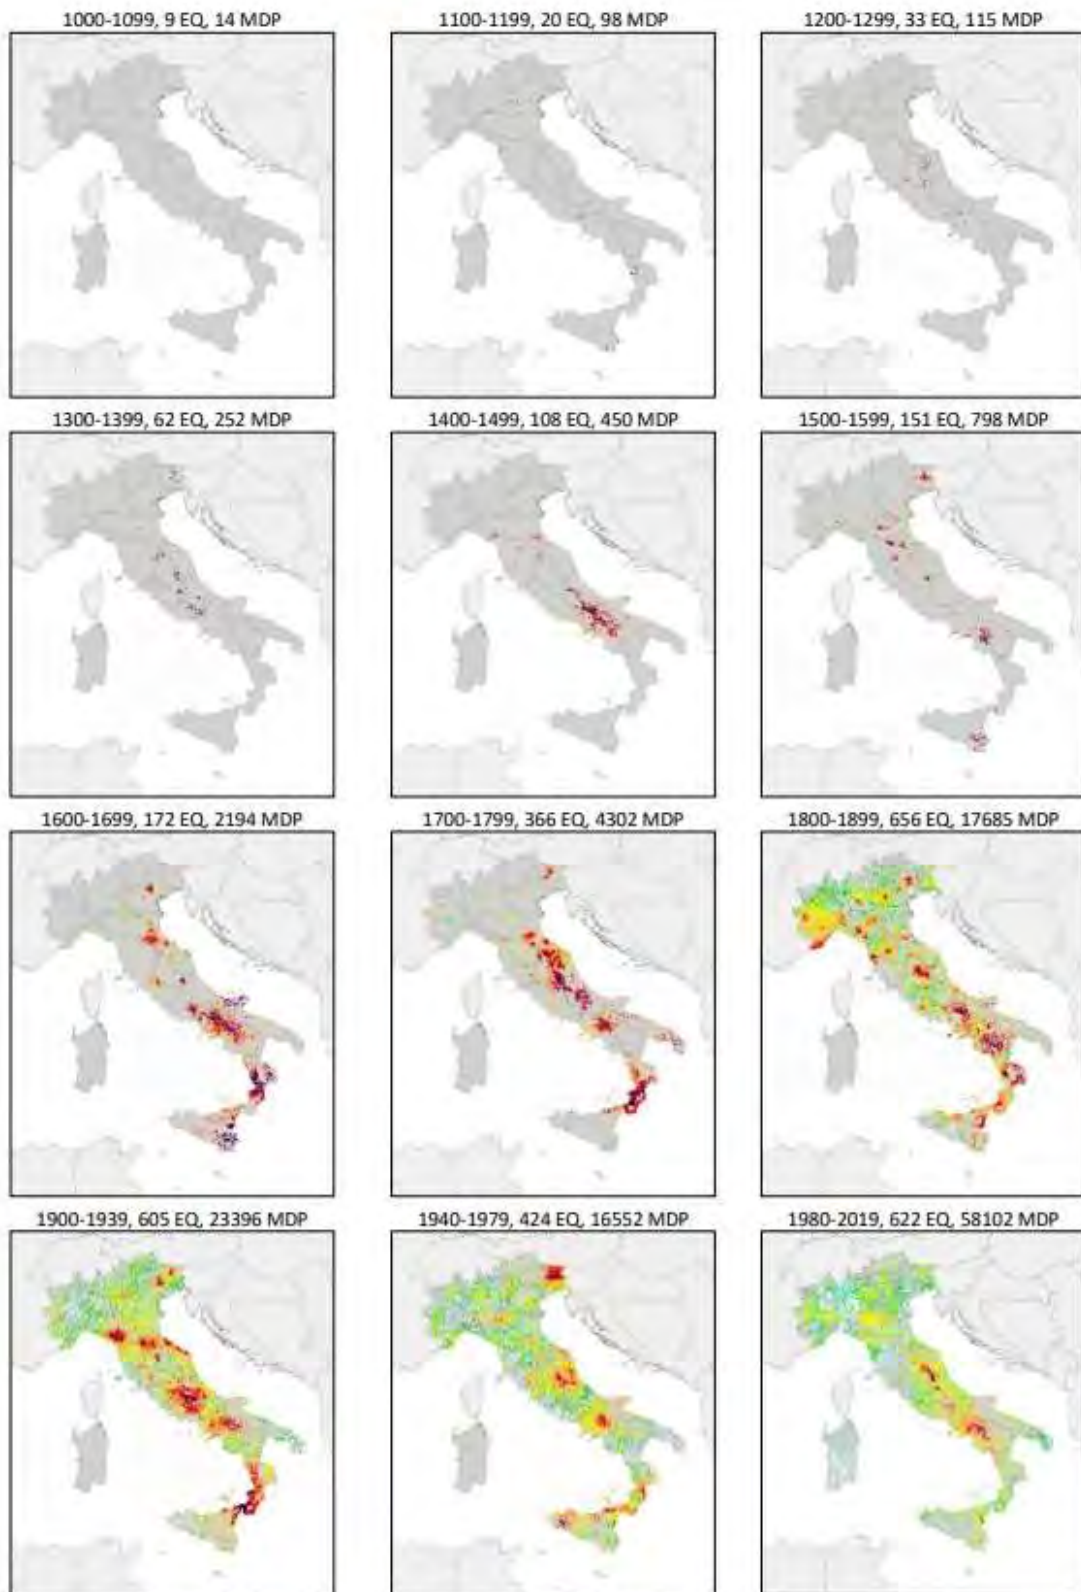 1000-1099, 9 EQ, 14 MDP
1100-1199, 20 EQ, 98 MDP
1200-1299, 33 EQ, 115 MDP
1300-1399, 62 EQ, 252 MDP
1400-1499, 108 EQ, 450 MDP
1500-1599, 151 EQ, 798 MDP
1600-1699, 172 EQ, 2194 MDP
1700-1799, 366 EQ, 4302 MDP
1800-1899, 656 EQ, 17685 MDP
1900-1939, 605 EQ, 23396 MDP
1940-1979, 424 EQ, 16552 MDP
1980-2019, 622 EQ, 58102 MDP